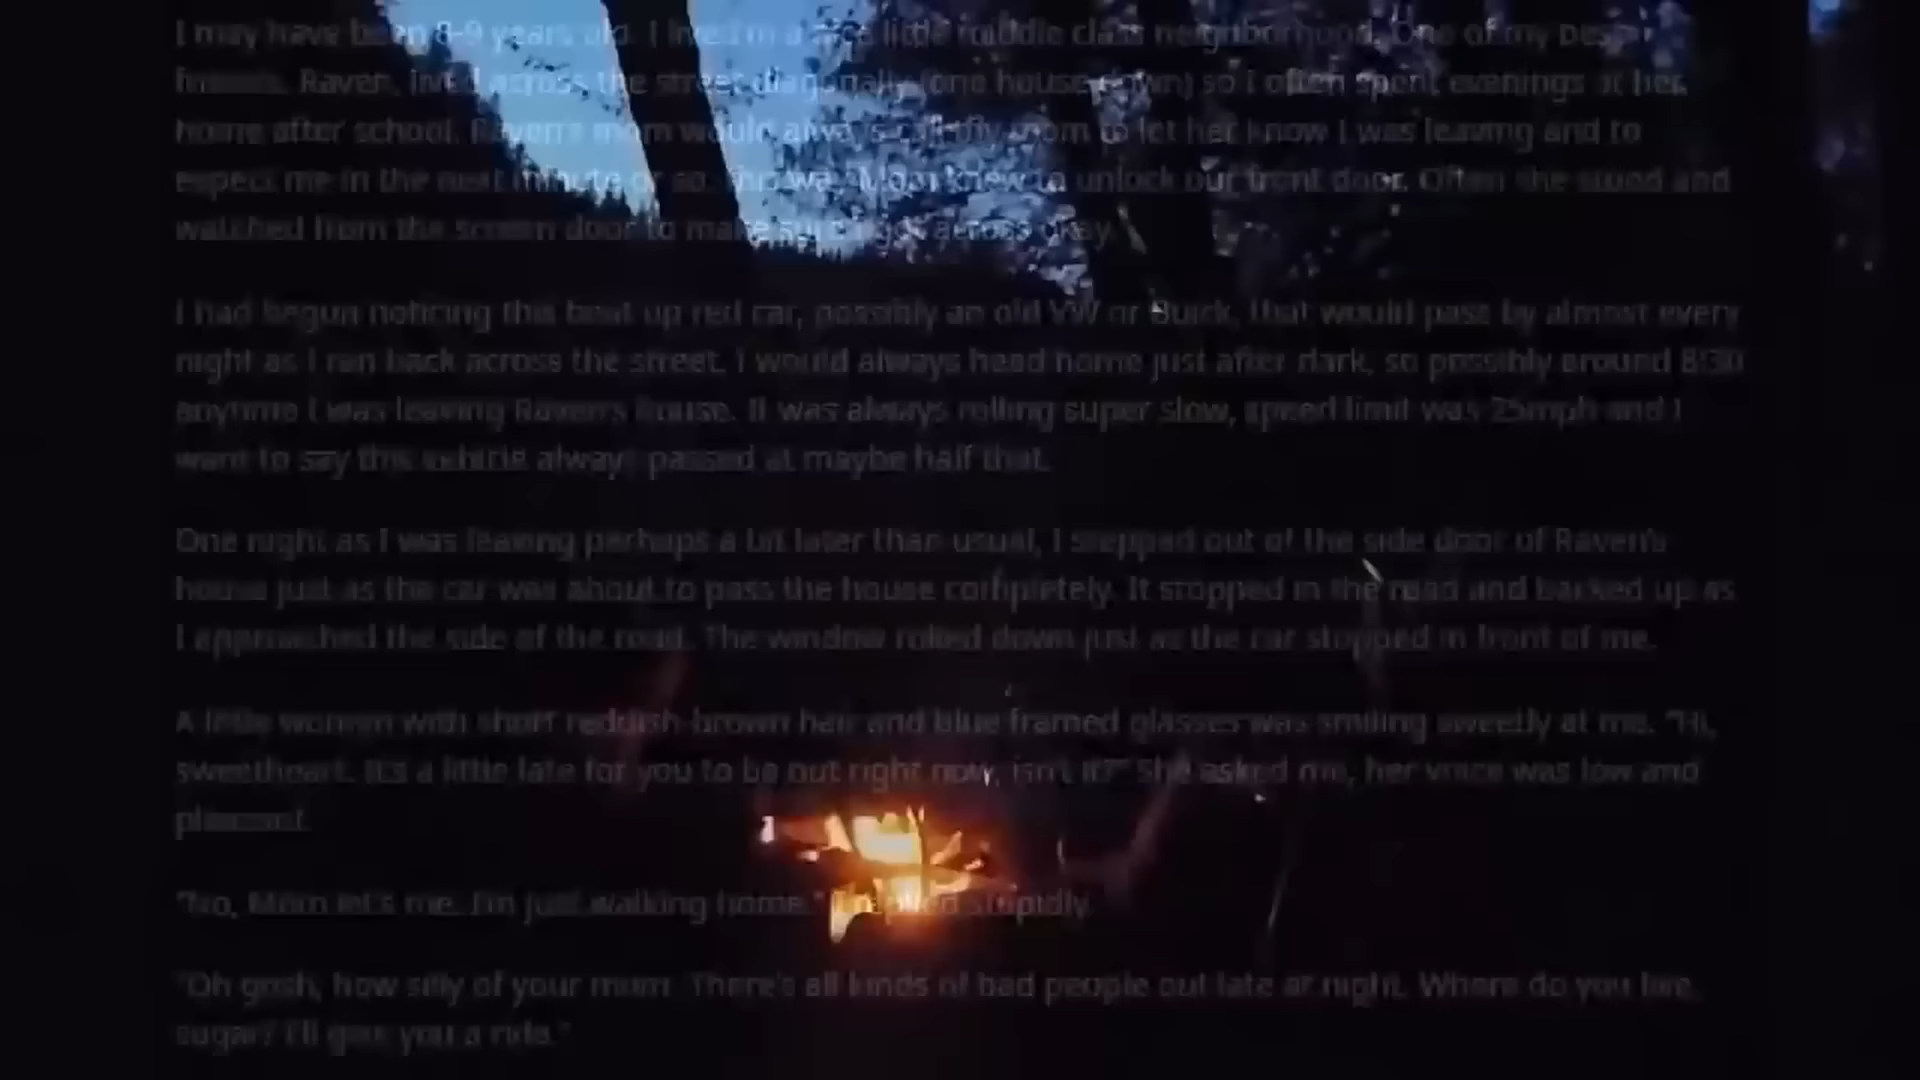 I may have been 8-9 years old. I lived in a nice little middle class neighborhood. One of my best
friends, Raven, lived across the street diagonally (one house down) so I often spent evenings at her
home after school. Raven's mom would always call my mom to let her know I was leaving and to
expect me in the next minute or so. This way Mom knew to unlock our front door. Often she stood and
watched from the screen door to make sure I got across okay.
I had begun noticing this beat up red car, possibly an old VW or Buick, that would pass by almost every
night as I ran back across the street. I would always head home just after dark, so possibly around 8:30
anytime I was leaving Raven's house. It was always rolling super slow, speed limit was 25mph and I
want to say this vehicle always passed at maybe half that.
One night as I was leaving perhaps a bit later than usual, I stepped out of the side door of Raven's
house just as the car was about to pass the house completely. It stopped in the road and backed up as
I approached the side of the road. The window rolled down just as the car stopped in front of me.
A little woman with short reddish-brown hair and blue framed glasses was smiling sweetly at me. "Hi,
sweetheart. It's a little late for you to be out right now, isn't it?" She asked me, her voice was low and
pleasant.
"No, Mom let's me. I'm just walking home." I replied stupidly.
"Oh gosh, how silly of your mom. There's all kinds of bad people out late at night. Where do you live,
sugar? I'll give you a ride."